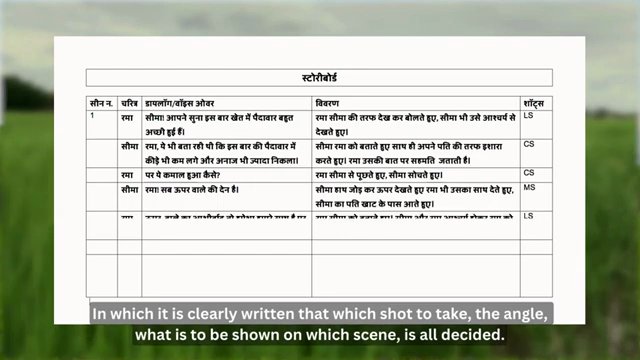 स्टोरीबोर्ड
सीन न. चरित्र डायलॉग/वॉइस ओवर विवरण शॉट्स
1 रमा सीमा! आपने सुना इस बार खेत में पैदावार बहुत रमा सीमा की तरफ देख कर बोलते हुए, सीमा भी उसे आश्चर्य से LS
अच्छी हुई हैं। देखते हुए।
सीमा रमा, ये भी बता रही थी कि इस बार की पैदावार में सीमा रमा को बताते हुए साथ ही अपने पति की तरफ इशारा CS
कीड़े भी कम लगे और अनाज भी ज्यादा निकला। करते हुए। रमा उसकी बात पर सहमति जताती हैं।
रमा पर ये कमाल हुआ कैसे? रमा सीमा से पूछते हुए, सीमा सोचते हुए। CS
सीमा रमा! सब ऊपर वाले की देन है। सीमा हाथ जोड़ कर ऊपर देखते हुए रमा भी उसका साथ देते हुए, MS
सीमा का पति खाट के पास आते हुए।
LS
In which it is clearly written that which shot to take, the angle,
what is to be shown on which scene, is all decided.